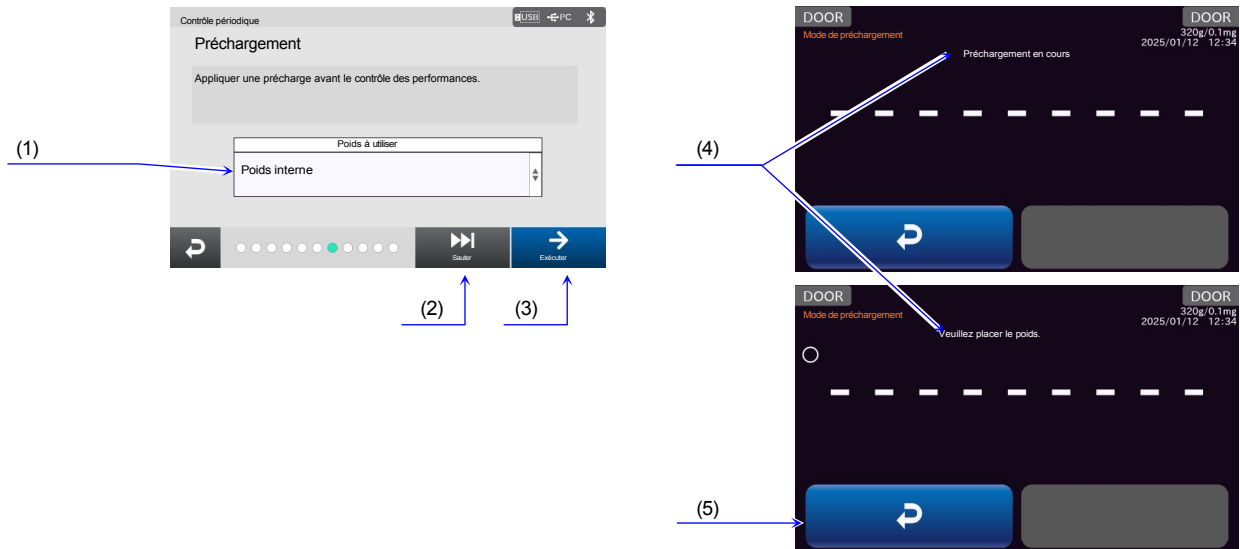 Contrôle périodique
USB PC
Préchargement
Appliquer une précharge avant le contrôle des performances.
Poids à utiliser
Poids interne
(1)
Sauter
Exécuter
(2)
(3)
DOOR
DOOR
Mode de préchargement
320g/0.1mg
2025/01/12 12:34
Préchargement en cours
(4)
DOOR
DOOR
Mode de préchargement
320g/0.1mg
2025/01/12 12:34
Veuillez placer le poids.
(5)